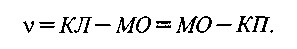 ν = КЛ − МО = МО − КП.